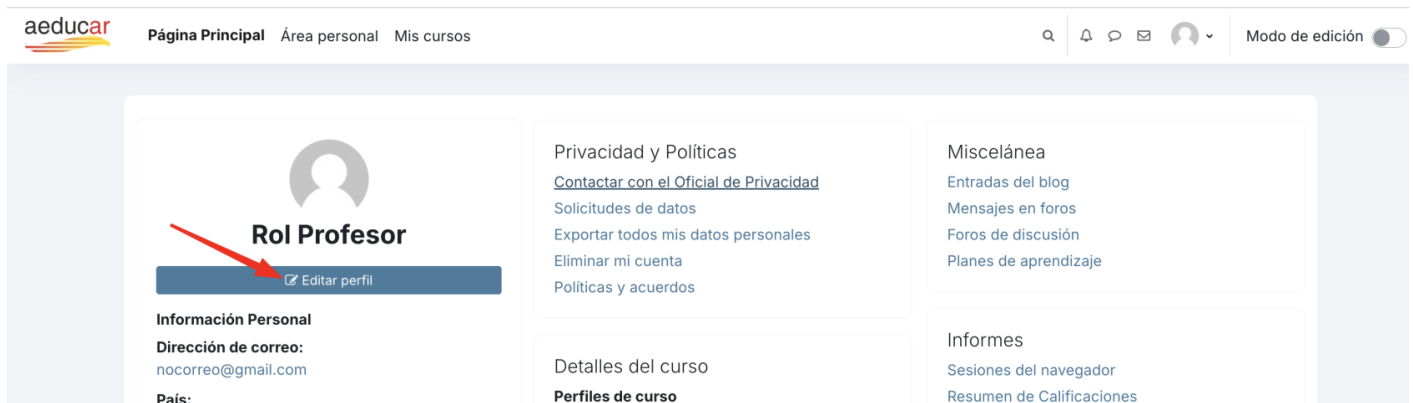 aeducar
Página Principal Área personal Mis cursos
Modo de edición
Rol Profesor
Editar perfil
Información Personal
Dirección de correo:
nocorreo@gmail.com
País:
Privacidad y Políticas
Contactar con el Oficial de Privacidad
Solicitudes de datos
Exportar todos mis datos personales
Eliminar mi cuenta
Políticas y acuerdos
Detalles del curso
Perfiles de curso
Miscelánea
Entradas del blog
Mensajes en foros
Foros de discusión
Planes de aprendizaje
Informes
Sesiones del navegador
Resumen de Calificaciones